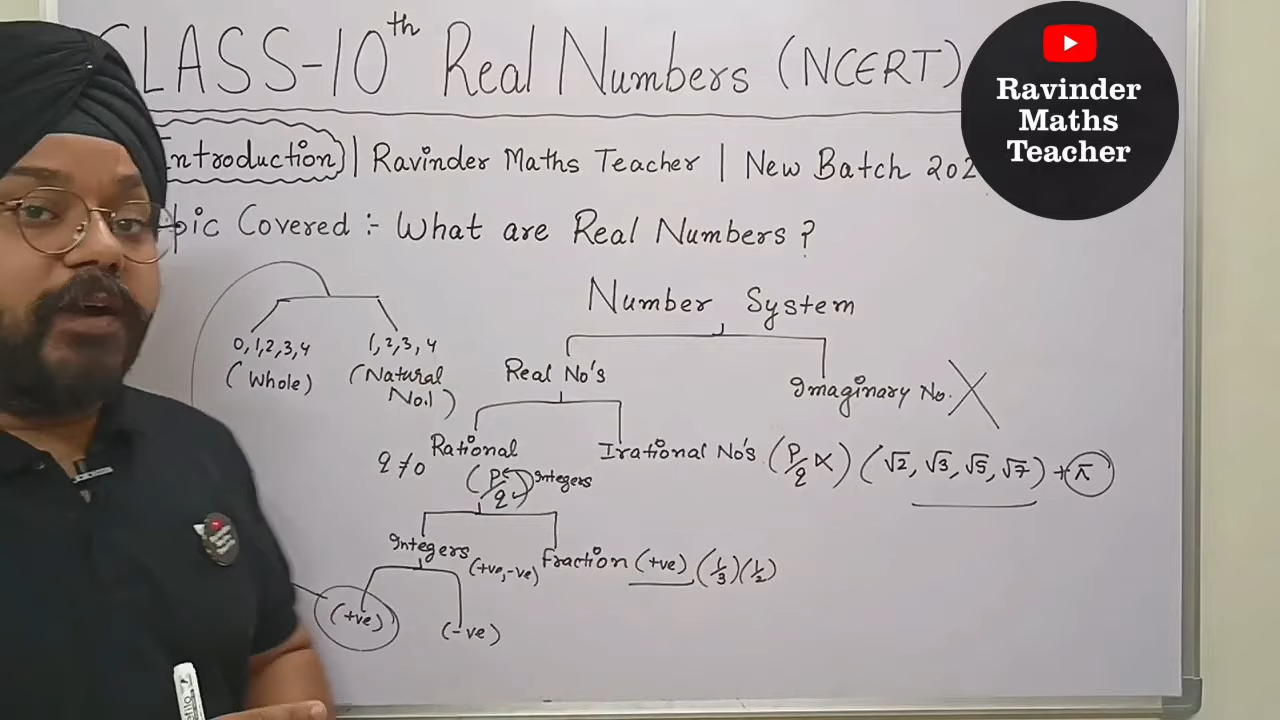 CLASS-10th Real Numbers (NCERT)
Ravinder
Maths
Teacher
Introduction | Ravinder Maths Teacher | New Batch 202
Topic Covered :- What are Real Numbers ?
Number System
0,1,2,3,4
(Whole)
1,2,3,4
(Natural
No.)
Real No's
Imaginary No.
Rational
q≠0
(p/q) Integers
Irational No's (p/q X) (√2, √3, √5, √7) + π
Integers
(+ve,-ve)
Fraction (+ve) (1/3) (1/2)
(+ve)
(-ve)